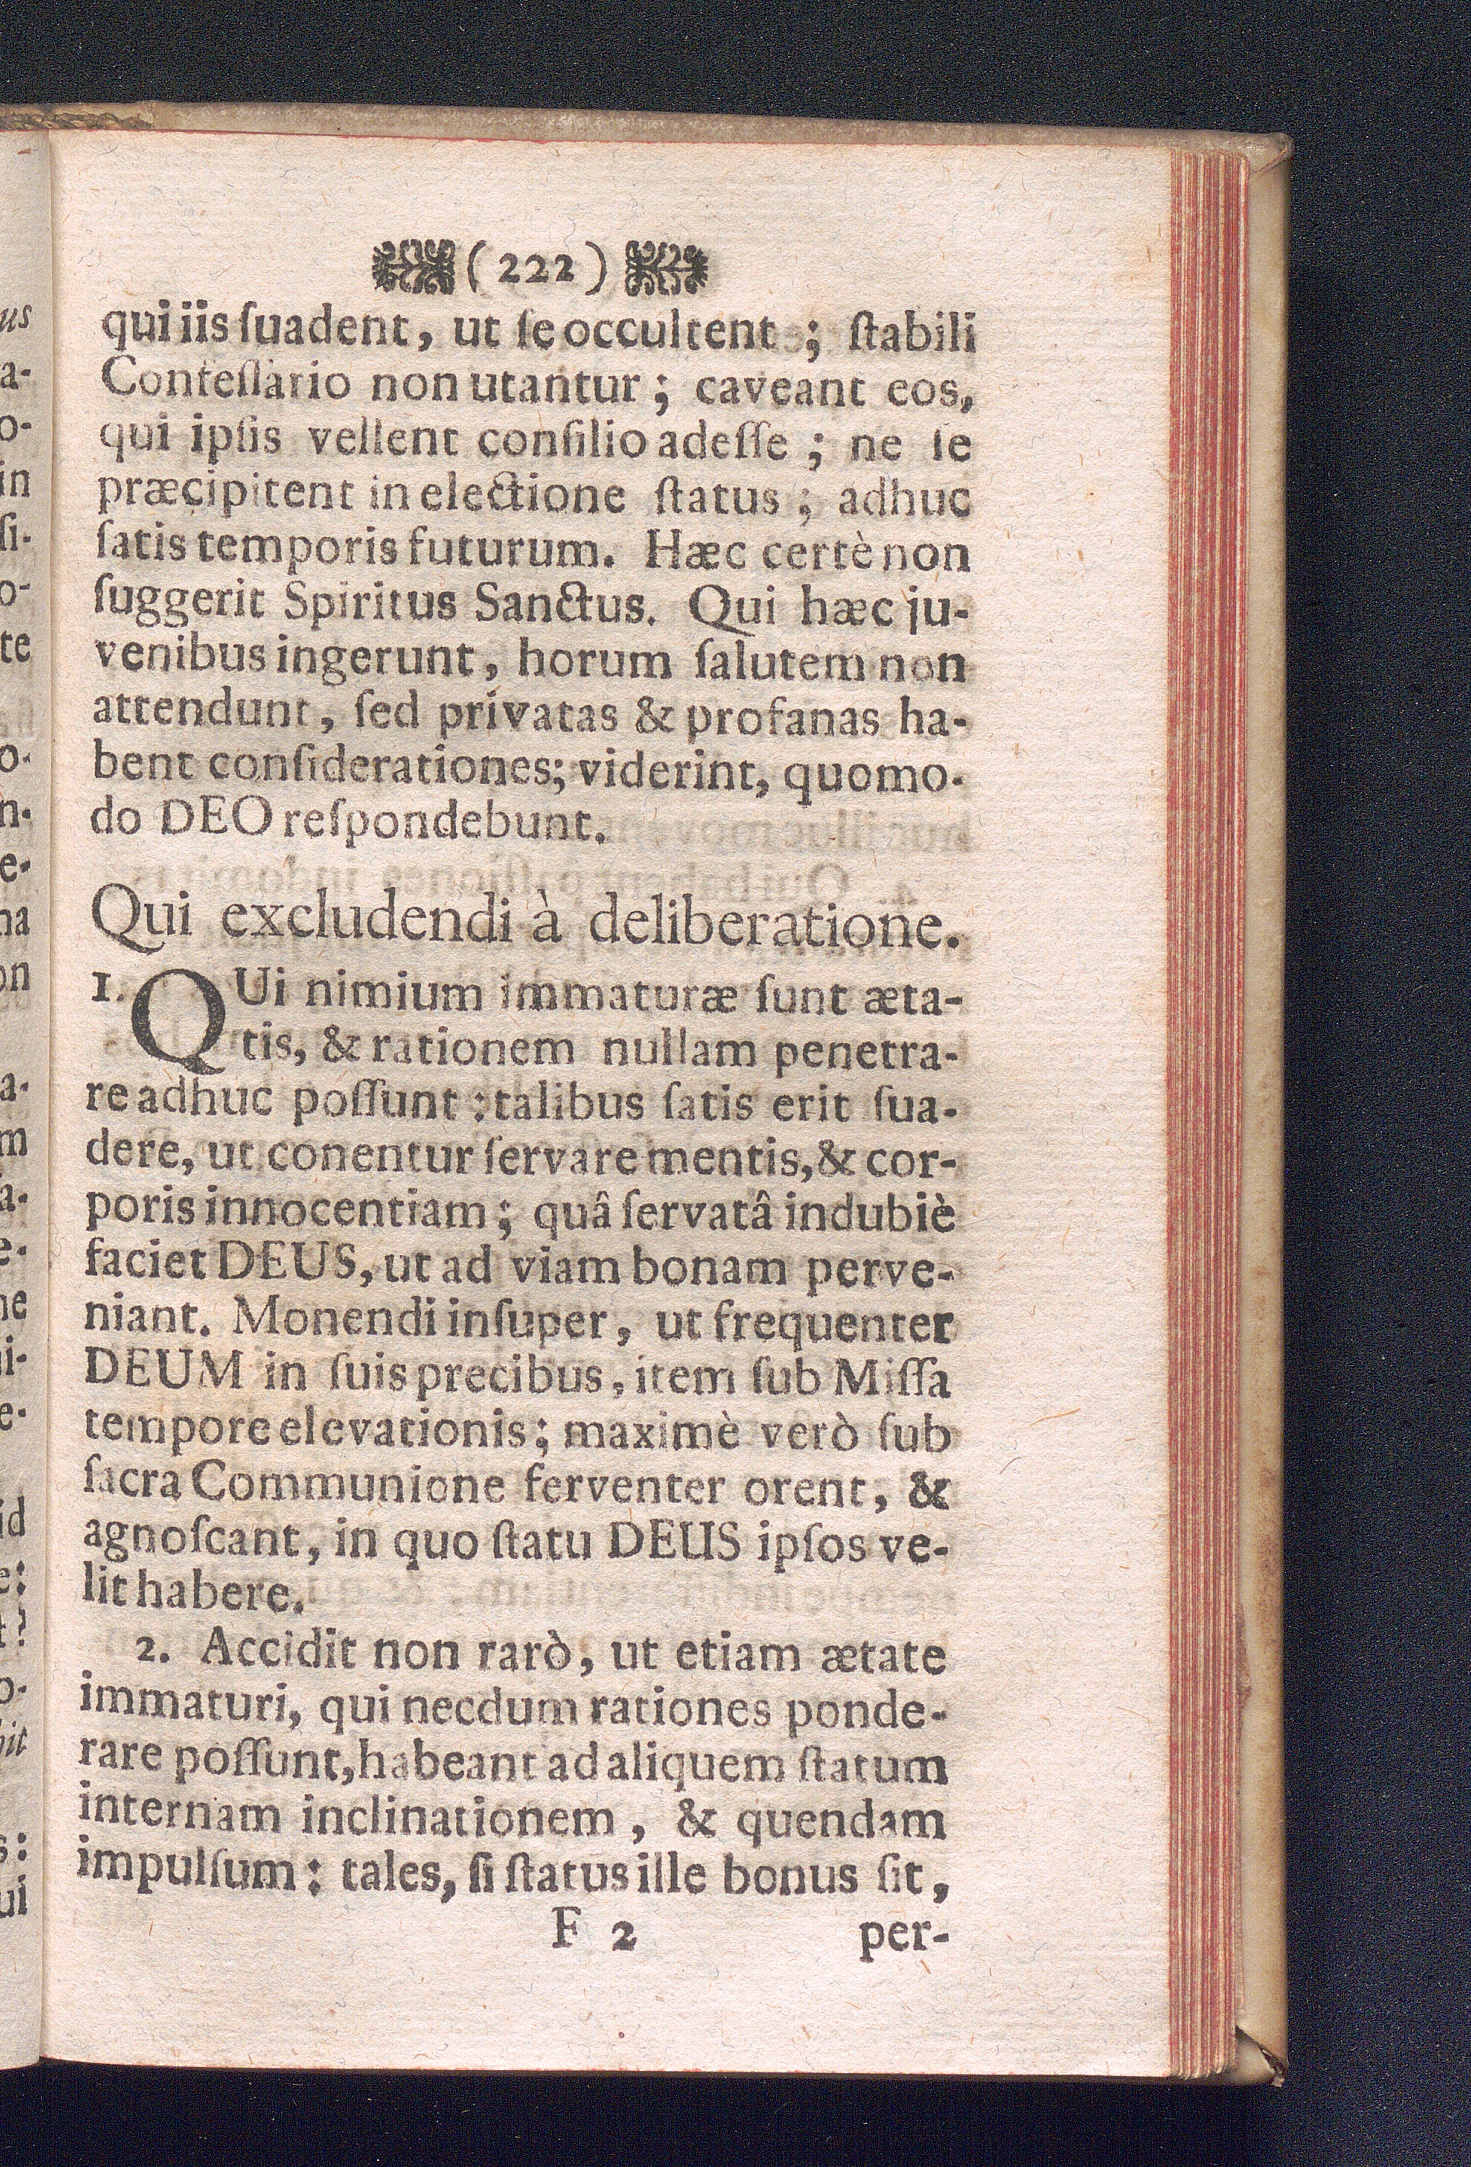 ( 222 )
qui iis ſuadent, ut ſe occultent ; ſtabili
Confeſſario non utantur ; caveant eos,
qui ipſis vellent conſilio adeſſe ; ne ſe
præcipitent in electione ſtatus ; adhuc
ſatis temporis futurum. Hæc certè non
ſuggerit Spiritus Sanctus. Qui hæc ju-
venibus ingerunt, horum ſalutem non
attendunt, ſed privatas & profanas ha-
bent conſiderationes; viderint, quomo-
do DEO reſpondebunt.
Qui excludendi à deliberatione.
1. QUi nimium immaturæ ſunt æta-
tis, & rationem nullam penetra-
re adhuc poſſunt : talibus ſatis erit ſua-
dere, ut conentur ſervare mentis, & cor-
poris innocentiam ; quâ ſervatâ indubiè
faciet DEUS, ut ad viam bonam perve-
niant. Monendi inſuper, ut frequenter
DEUM in ſuis precibus, item ſub Miſſa
tempore elevationis ; maximè verò ſub
ſacra Communione ferventer orent, &
agnoſcant, in quo ſtatu DEUS ipſos ve-
lit habere.
2. Accidit non rarò, ut etiam ætate
immaturi, qui necdum rationes ponde-
rare poſſunt, habeant ad aliquem ſtatum
internam inclinationem, & quendam
impulſum : tales, ſi ſtatus ille bonus ſit,
F 2 per-